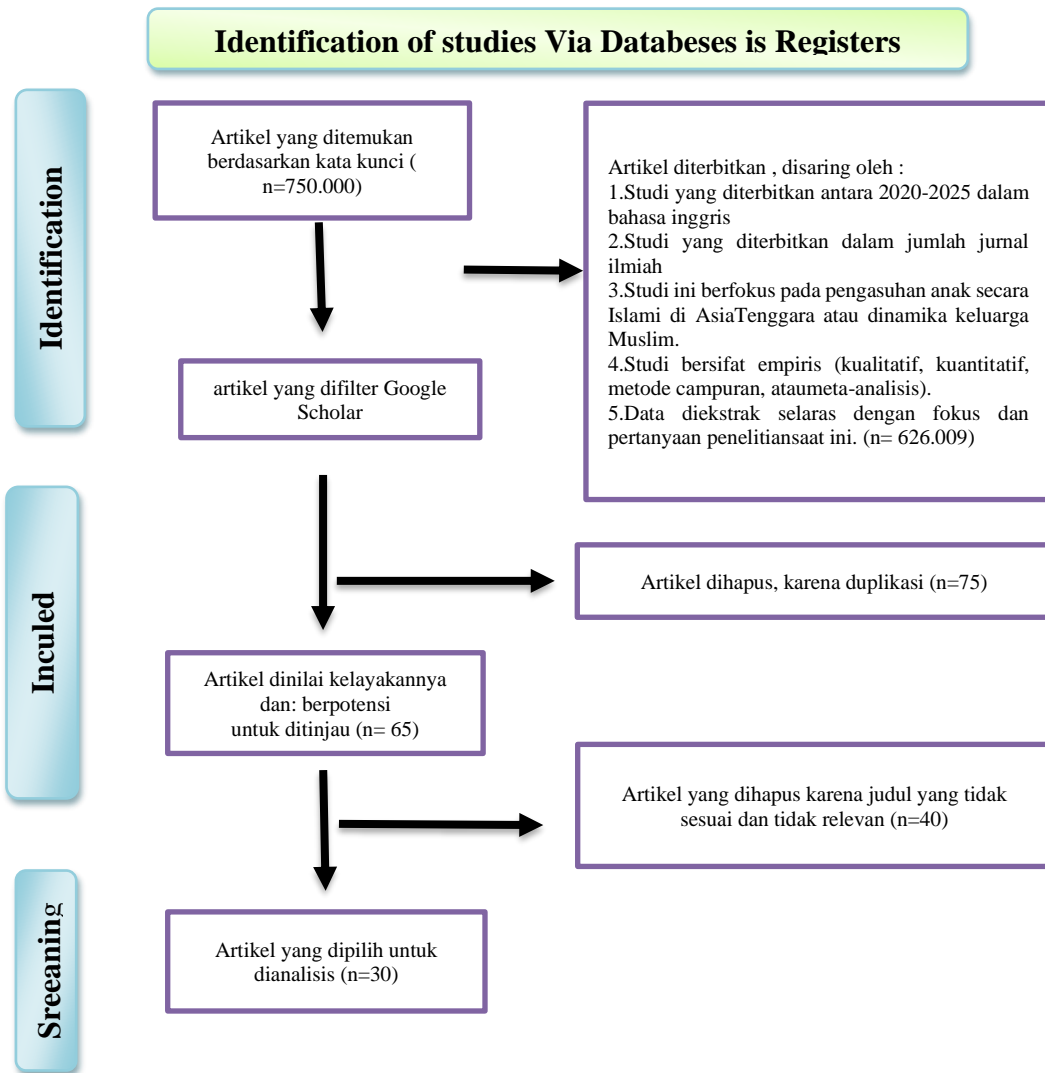 Identification of studies Via Databeses is Registers
Identification
Artikel yang ditemukan
berdasarkan kata kunci (
n=750.000)
Artikel diterbitkan , disaring oleh :
1.Studi yang diterbitkan antara 2020-2025 dalam
bahasa inggris
2.Studi yang diterbitkan dalam jumlah jurnal
ilmiah
3.Studi ini berfokus pada pengasuhan anak secara
Islami di AsiaTenggara atau dinamika keluarga
Muslim.
4.Studi bersifat empiris (kualitatif, kuantitatif,
metode campuran, ataumeta-analisis).
5.Data diekstrak selaras dengan fokus dan
pertanyaan penelitiansaat ini. (n= 626.009)
artikel yang difilter Google
Scholar
Inculed
Artikel dihapus, karena duplikasi (n=75)
Artikel dinilai kelayakannya
dan: berpotensi
untuk ditinjau (n= 65)
Artikel yang dihapus karena judul yang tidak
sesuai dan tidak relevan (n=40)
Sreeaning
Artikel yang dipilih untuk
dianalisis (n=30)